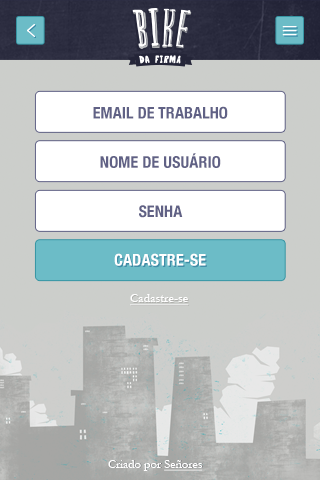 BIKE
DA FIRMA
EMAIL DE TRABALHO
NOME DE USUÁRIO
SENHA
CADASTRE-SE
Cadastre-se
Criado por Señores